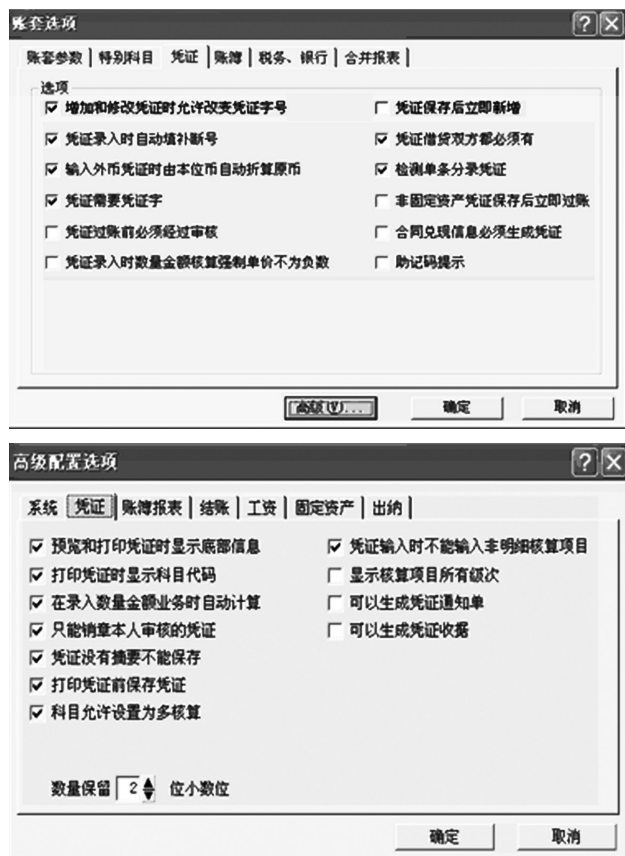 账套选项
账套参数 特别科目 凭证 账簿 税务、银行 合并报表
选项
增加和修改凭证时允许改变凭证字号 凭证保存后立即新增
凭证录入时自动填补断号 凭证借贷双方都必须有
输入外币凭证时由本位币自动折算原币 检测单条分录凭证
凭证需要凭证字 非固定资产凭证保存后立即过账
凭证过账前必须经过审核 合同兑现信息必须生成凭证
凭证录入时数量金额核算强制单价不为负数 助记码提示
高级(V)... 确定 取消
高级配置选项
系统 凭证 账簿报表 结账 工资 固定资产 出纳
预览和打印凭证时显示底部信息 凭证输入时不能输入非明细核算项目
打印凭证时显示科目代码 显示核算项目所有级次
在录入数量金额业务时自动计算 可以生成凭证通知单
只能销章本人审核的凭证 可以生成凭证收据
凭证没有摘要不能保存
打印凭证前保存凭证
科目允许设置为多核算
数量保留 2 位小数位
确定 取消